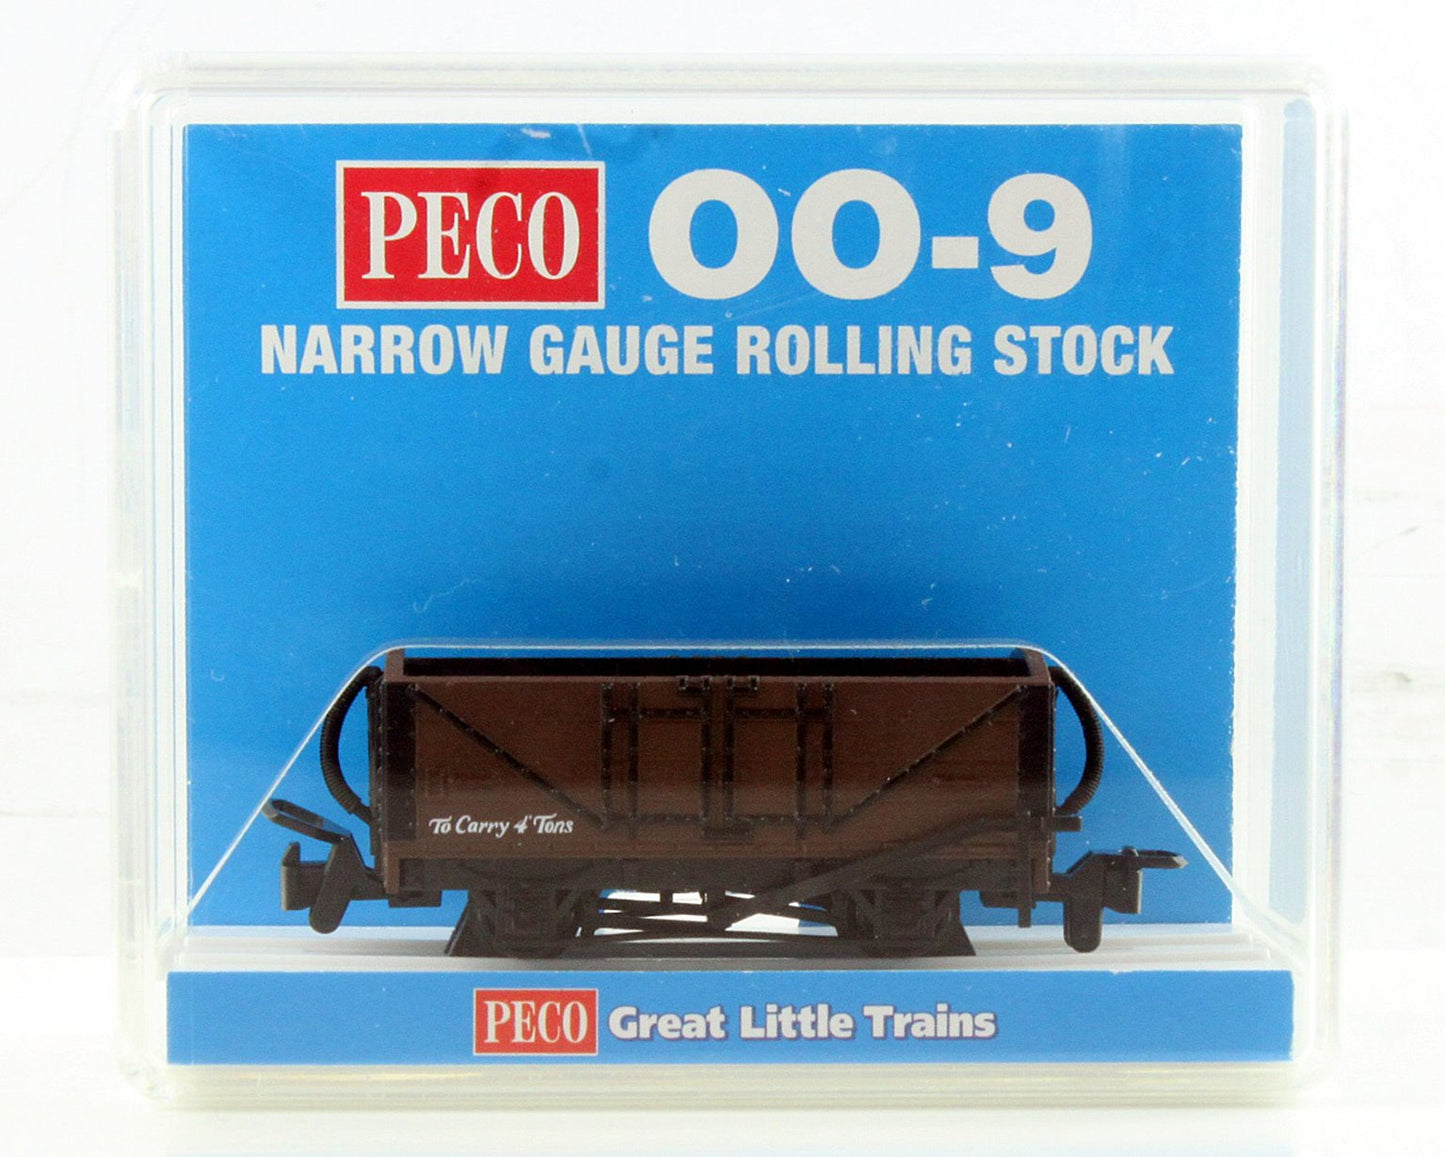 PECO OO-9
NARROW GAUGE ROLLING STOCK
To Carry 4 Tons
PECO Great Little Trains